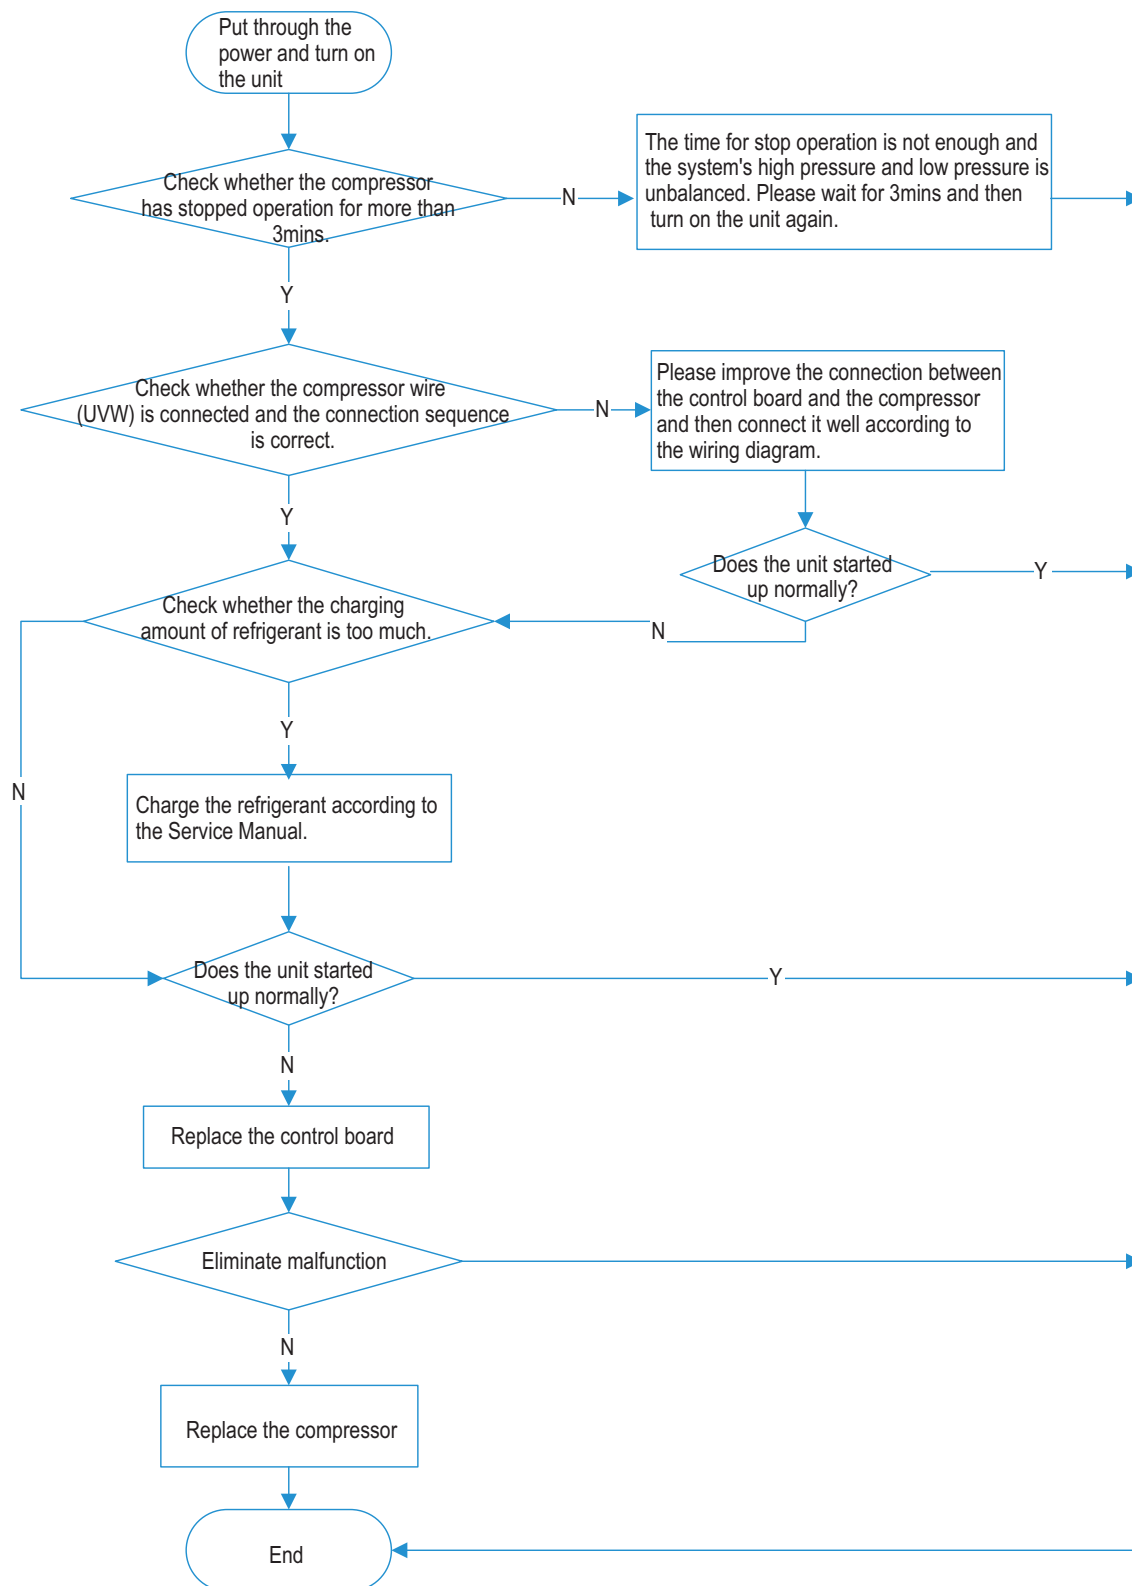 Put through the
power and turn on
the unit
Check whether the compressor
has stopped operation for more than
3mins.
N
The time for stop operation is not enough and
the system's high pressure and low pressure is
unbalanced. Please wait for 3mins and then
turn on the unit again.
Y
Check whether the compressor wire
(UVW) is connected and the connection sequence
is correct.
N
Please improve the connection between
the control board and the compressor
and then connect it well according to
the wiring diagram.
Y
Does the unit started
up normally?
Y
Check whether the charging
amount of refrigerant is too much.
N
Y
N
Charge the refrigerant according to
the Service Manual.
Does the unit started
up normally?
Y
N
Replace the control board
Eliminate malfunction
N
Replace the compressor
End